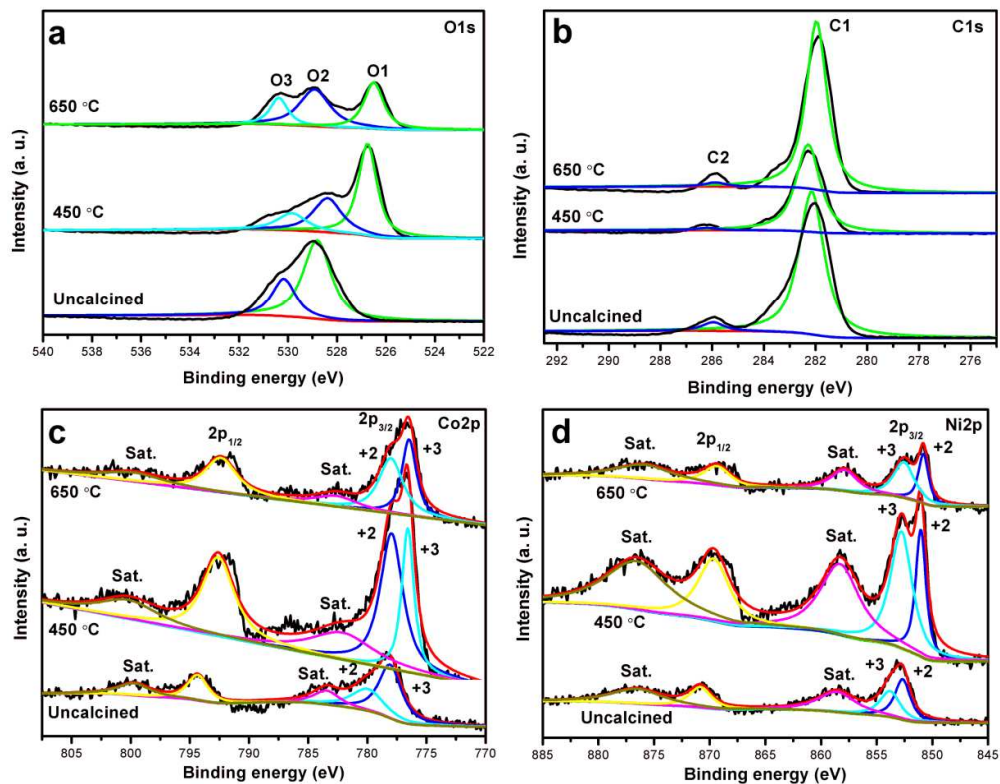 a
O1s
O3
O2
O1
650 °C
450 °C
Uncalcined
Intensity (a. u.)
540 538 536 534 532 530 528 526 524 522
Binding energy (eV)
b
C1s
C1
C2
650 °C
450 °C
Uncalcined
Intensity (a. u.)
292 290 288 286 284 282 280 278 276
Binding energy (eV)
c
Co2p
2p3/2
2p1/2
+2
+3
Sat.
Sat.
650 °C
+2
+3
Sat.
Sat.
450 °C
Sat.
Sat.
+2
+3
Uncalcined
Intensity (a. u.)
805 800 795 790 785 780 775 770
Binding energy (eV)
d
Ni2p
2p3/2
2p1/2
Sat.
Sat.
+3
+2
650 °C
+3
+2
Sat.
Sat.
450 °C
Sat.
Sat.
+3
+2
Uncalcined
Intensity (a. u.)
885 880 875 870 865 860 855 850 845
Binding energy (eV)